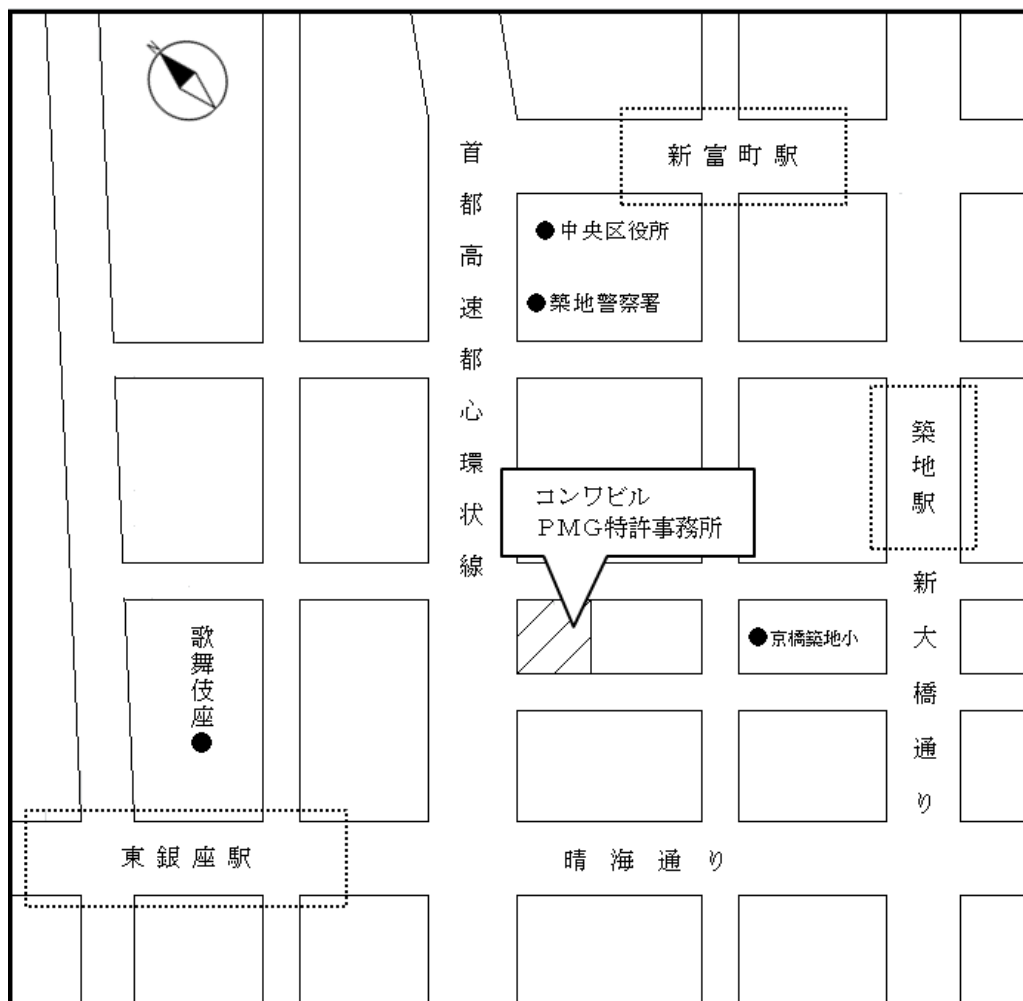 N
新富町駅
首都高速都心環状線
中央区役所
築地警察署
築地駅
コンワビル
PMG特許事務所
新大橋通り
歌舞伎座
京橋築地小
東銀座駅
晴海通り